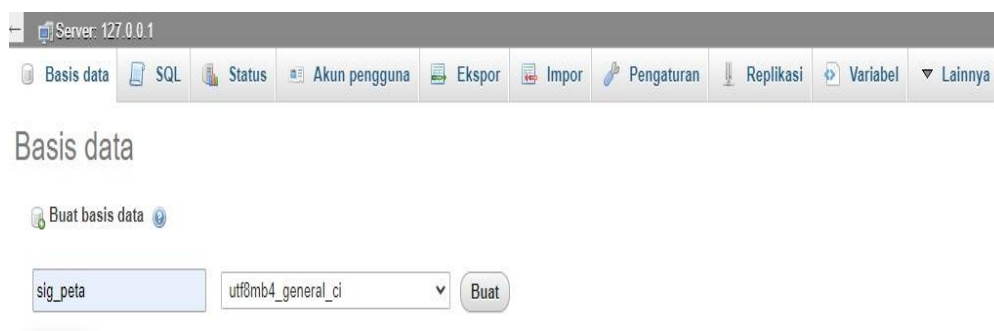 Server: 127.0.0.1
Basis data SQL Status Akun pengguna Ekspor Impor Pengaturan Replikasi Variabel Lainnya
Basis data
Buat basis data
sig_peta utf8mb4_general_ci Buat